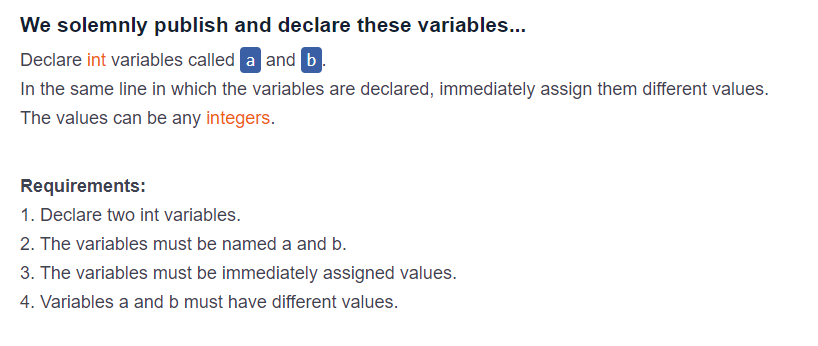 We solemnly publish and declare these variables...
Declare int variables called a and b.
In the same line in which the variables are declared, immediately assign them different values.
The values can be any integers.
Requirements:
1. Declare two int variables.
2. The variables must be named a and b.
3. The variables must be immediately assigned values.
4. Variables a and b must have different values.